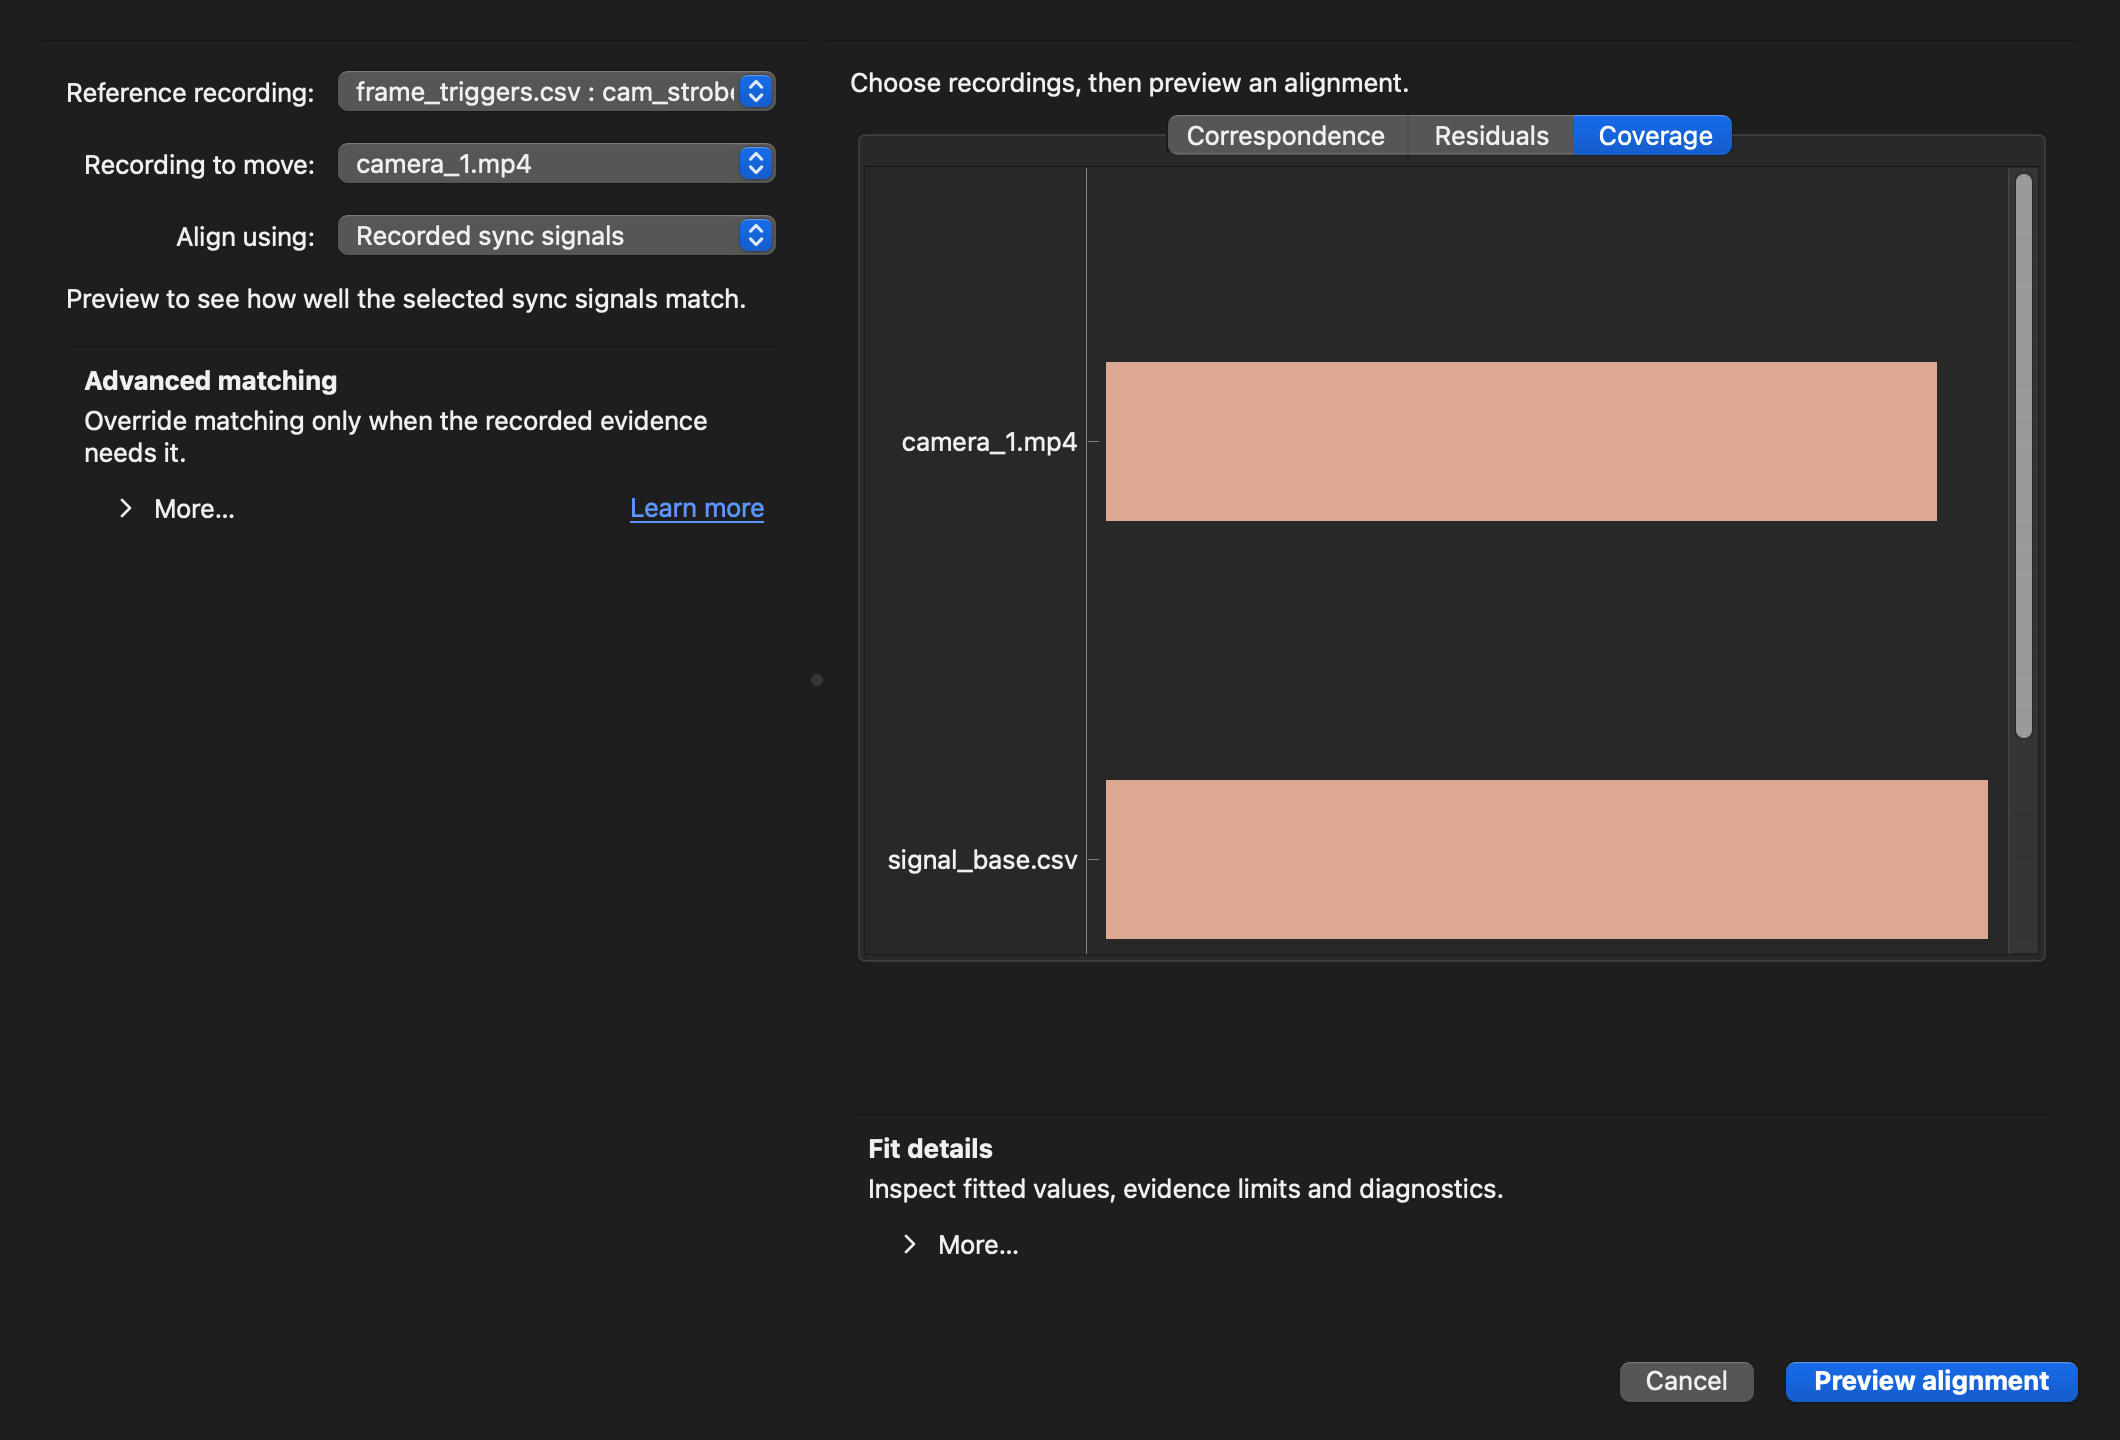 Reference recording: frame_triggers.csv : cam_strob
Recording to move: camera_1.mp4
Align using: Recorded sync signals
Preview to see how well the selected sync signals match.
Advanced matching
Override matching only when the recorded evidence
needs it.
More...
Learn more
Choose recordings, then preview an alignment.
Correspondence Residuals Coverage
camera_1.mp4
signal_base.csv
Fit details
Inspect fitted values, evidence limits and diagnostics.
More...
Cancel
Preview alignment